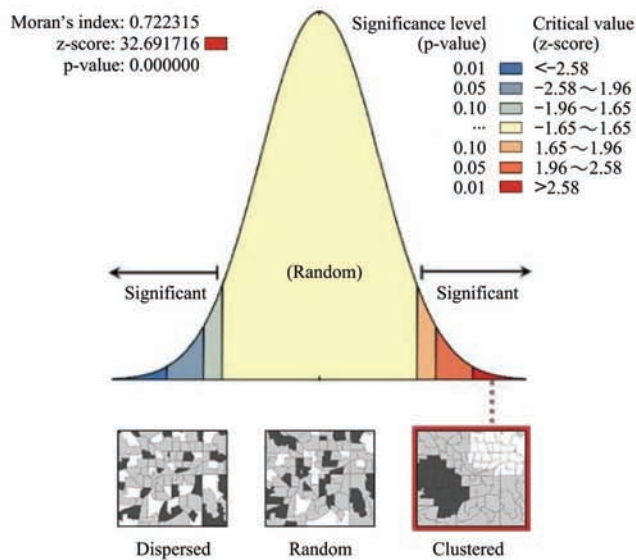 Moran's index: 0.722315
z-score: 32.691716
p-value: 0.000000
Significance level Critical value
(p-value) (z-score)
0.01 <−2.58
0.05 −2.58～1.96
0.10 −1.96～1.65
... −1.65～1.65
0.10 1.65～1.96
0.05 1.96～2.58
0.01 >2.58
(Random)
Significant Significant
Dispersed Random Clustered